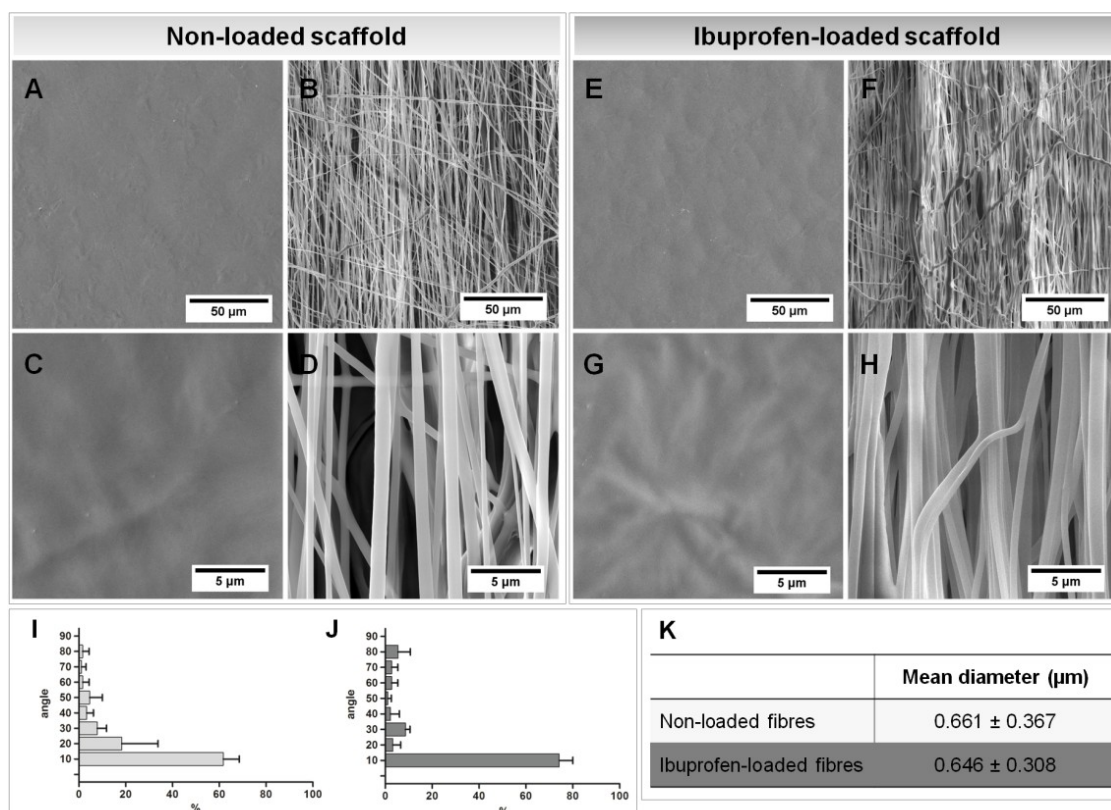 Non-loaded scaffold
Ibuprofen-loaded scaffold
A
B
E
F
50 µm
50 µm
50 µm
50 µm
C
D
G
H
5 µm
5 µm
5 µm
5 µm
I
90
80
70
60
50
40
30
20
10
angle
0 20 40 60 80 100
%
J
90
80
70
60
50
40
30
20
10
angle
0 20 40 60 80 100
%
K
Mean diameter (µm)
Non-loaded fibres 0.661 ± 0.367
Ibuprofen-loaded fibres 0.646 ± 0.308